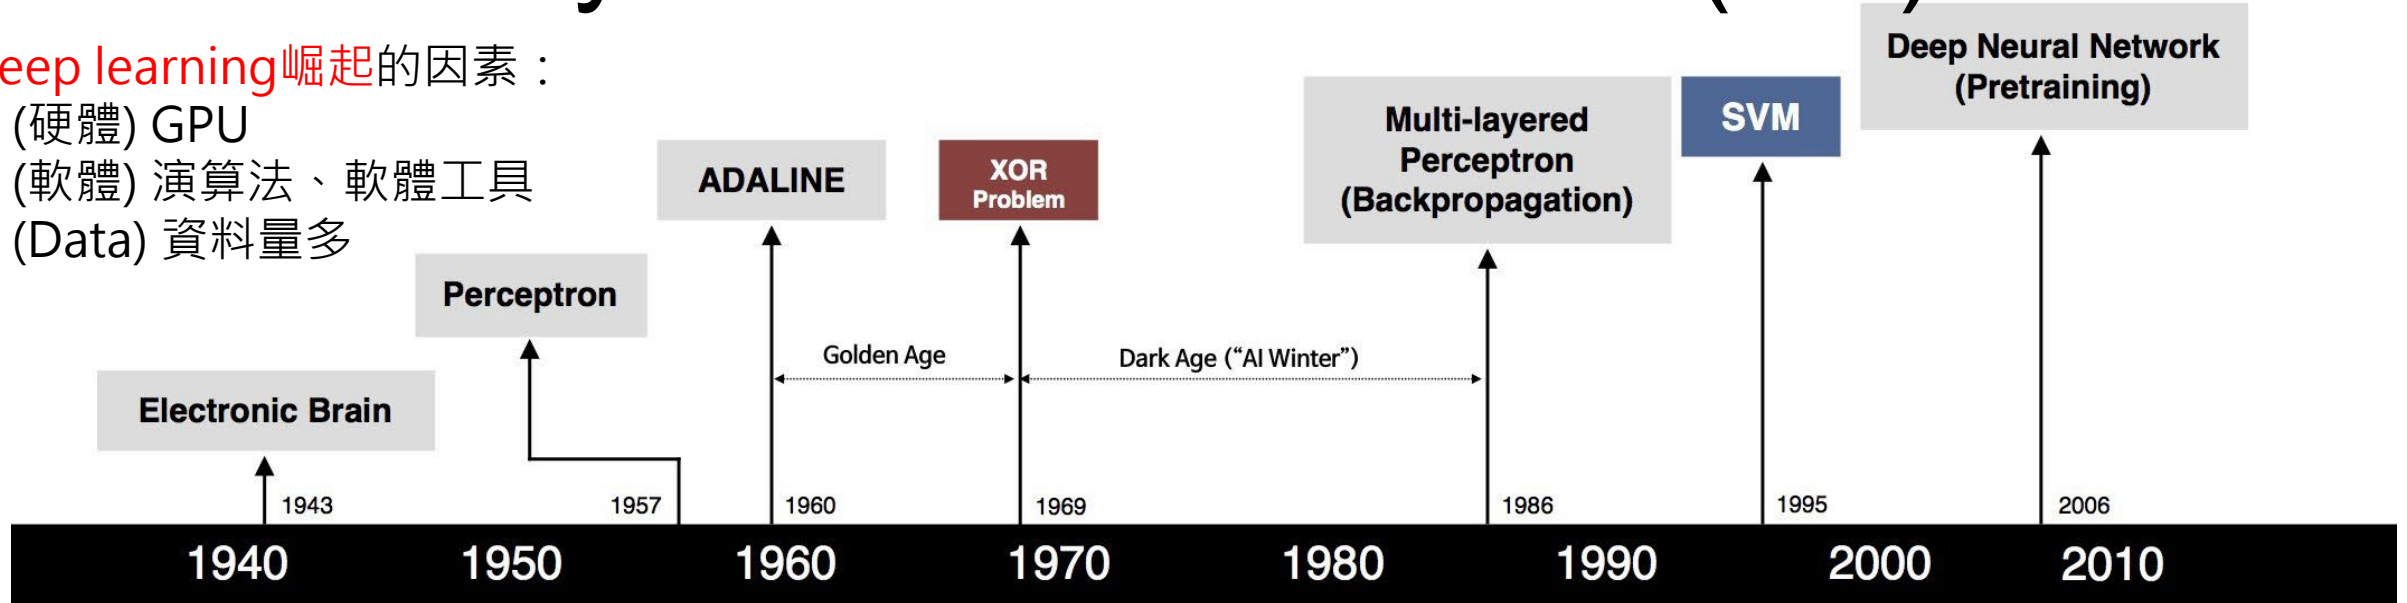 eep learning崛起的因素：
(硬體) GPU
(軟體) 演算法、軟體工具
(Data) 資料量多
Electronic Brain
Perceptron
ADALINE
XOR
Problem
Multi-layered
Perceptron
(Backpropagation)
SVM
Deep Neural Network
(Pretraining)
Golden Age
Dark Age (“AI Winter”)
1943
1957
1960
1969
1986
1995
2006
1940
1950
1960
1970
1980
1990
2000
2010